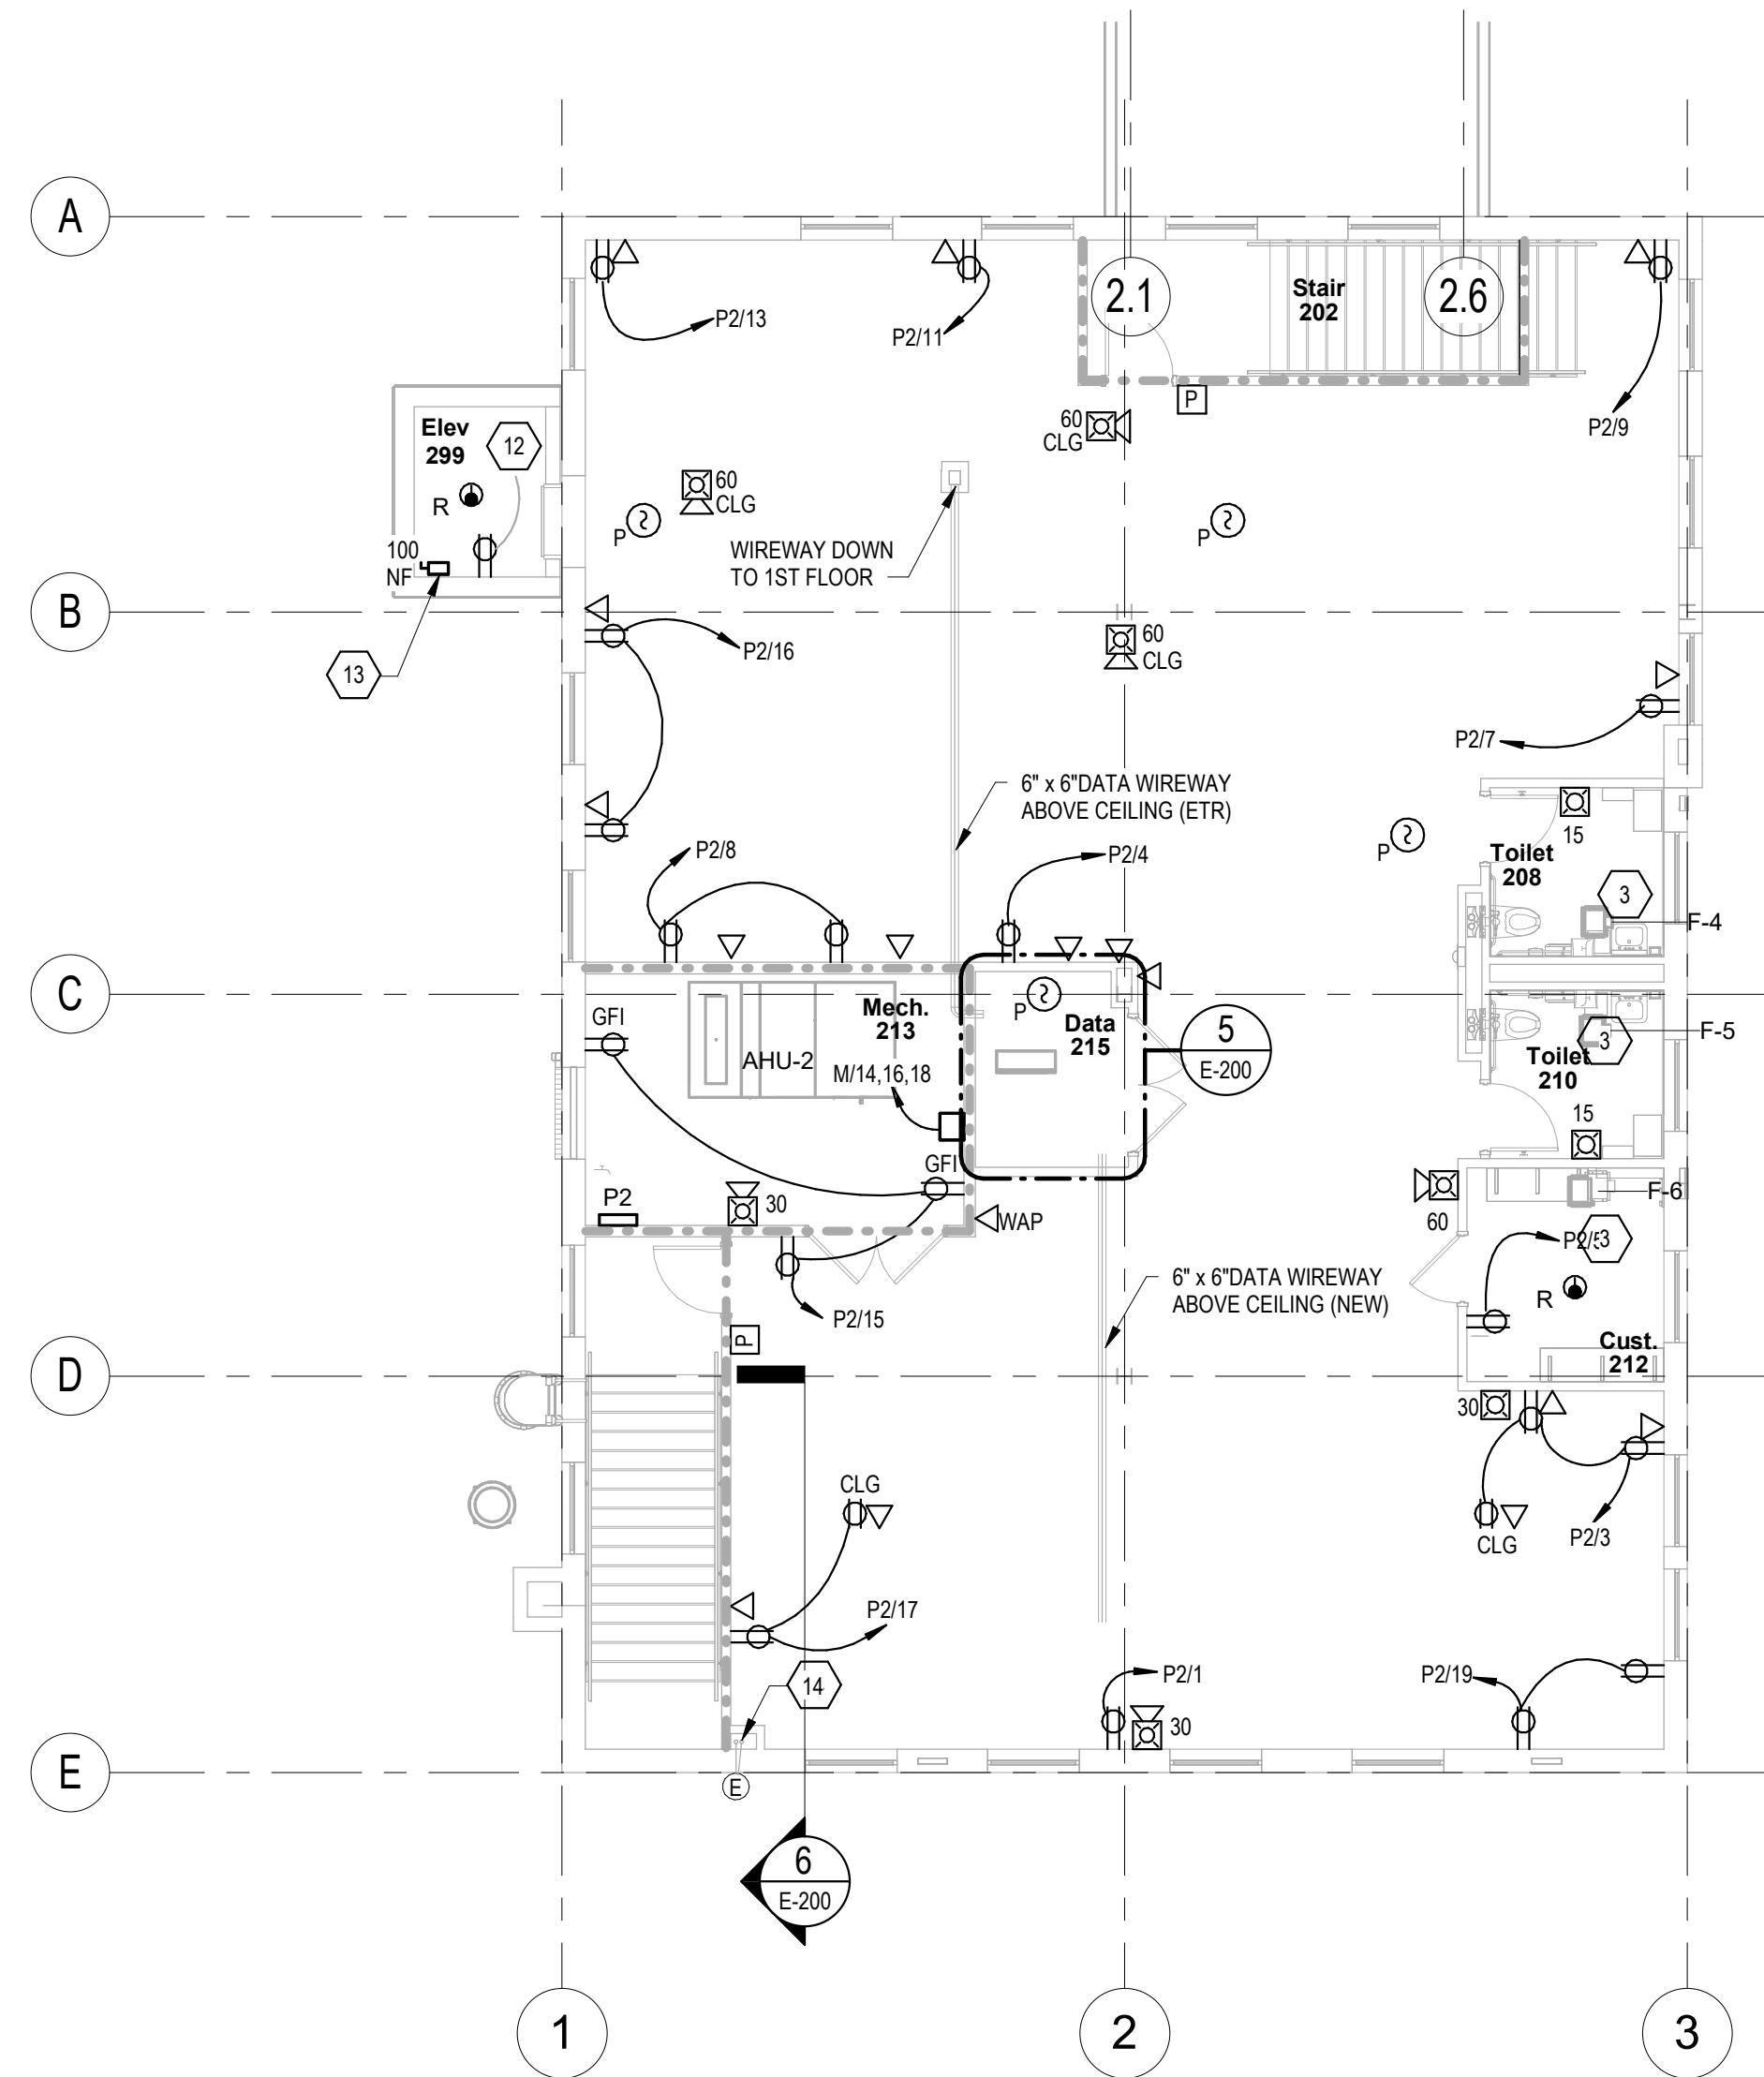 A
2.1
Stair
202
2.6
P2/13
P2/11
P
60
CLG
P2/9
Elev
299
12
R
60
CLG
P
P
100
NF
WIREWAY DOWN
TO 1ST FLOOR
B
13
P2/16
60
CLG
P2/7
6" x 6"DATA WIREWAY
ABOVE CEILING (ETR)
15
P
P2/8
P2/4
Toilet
208
3
F-4
C
GFI
Mech.
213
P
Data
215
5
E-200
AHU-2
M/14,16,18
3
F-5
Toilet
210
15
GFI
P2
30
WAP
60
F-6
P2/5
3
6" x 6"DATA WIREWAY
ABOVE CEILING (NEW)
R
P2/15
P
Cust.
212
D
30
CLG
CLG
P2/3
P2/17
14
P2/1
P2/19
30
E
E
6
E-200
1
2
3